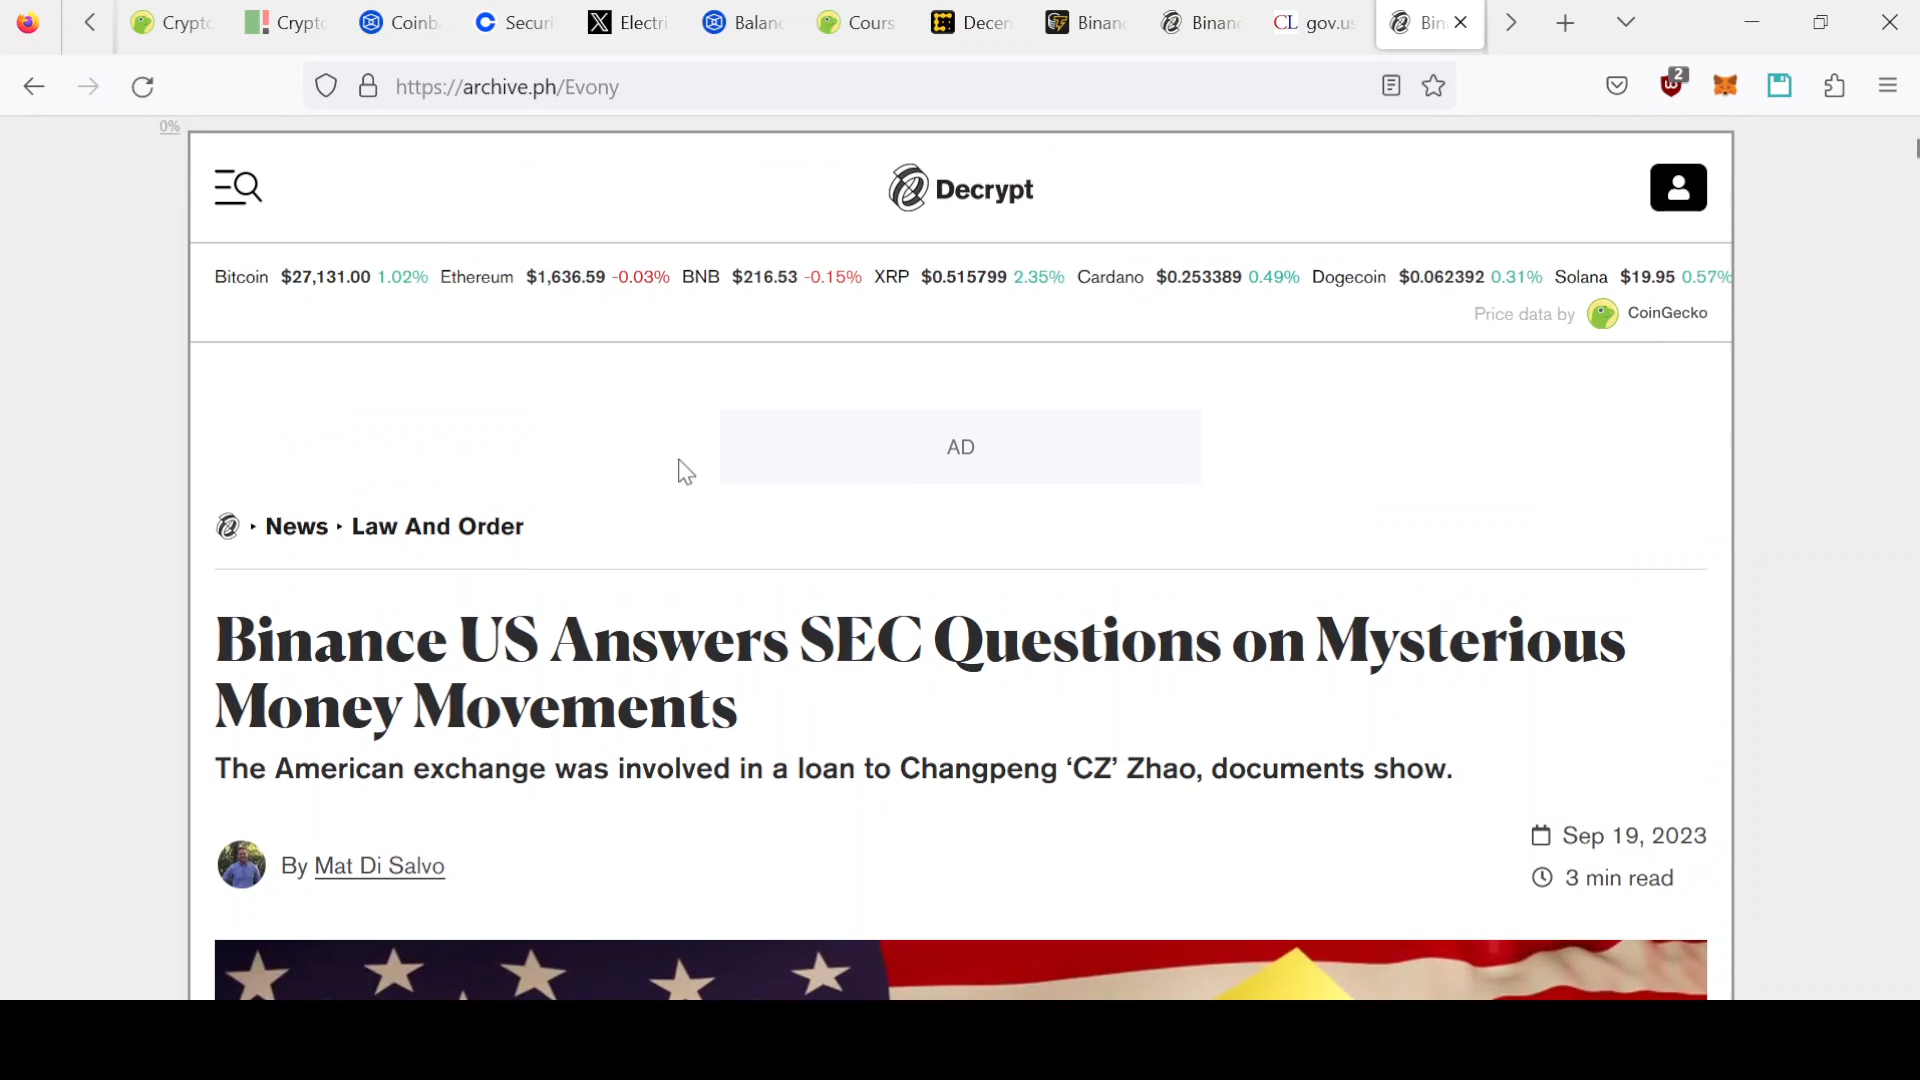 Crypto
Crypto
Coinb
Securi
Electri
Balanc
Cours
Decen
Binanc
Binanc
CL gov.us
Bin
https://archive.ph/Evony
2
0%
Decrypt
Bitcoin $27,131.00 1.02% Ethereum $1,636.59 -0.03% BNB $216.53 -0.15% XRP $0.515799 2.35% Cardano $0.253389 0.49% Dogecoin $0.062392 0.31% Solana $19.95 0.57%
Price data by CoinGecko
AD
News ‣ Law And Order
Binance US Answers SEC Questions on Mysterious
Money Movements
The American exchange was involved in a loan to Changpeng ‘CZ’ Zhao, documents show.
By Mat Di Salvo
Sep 19, 2023
3 min read